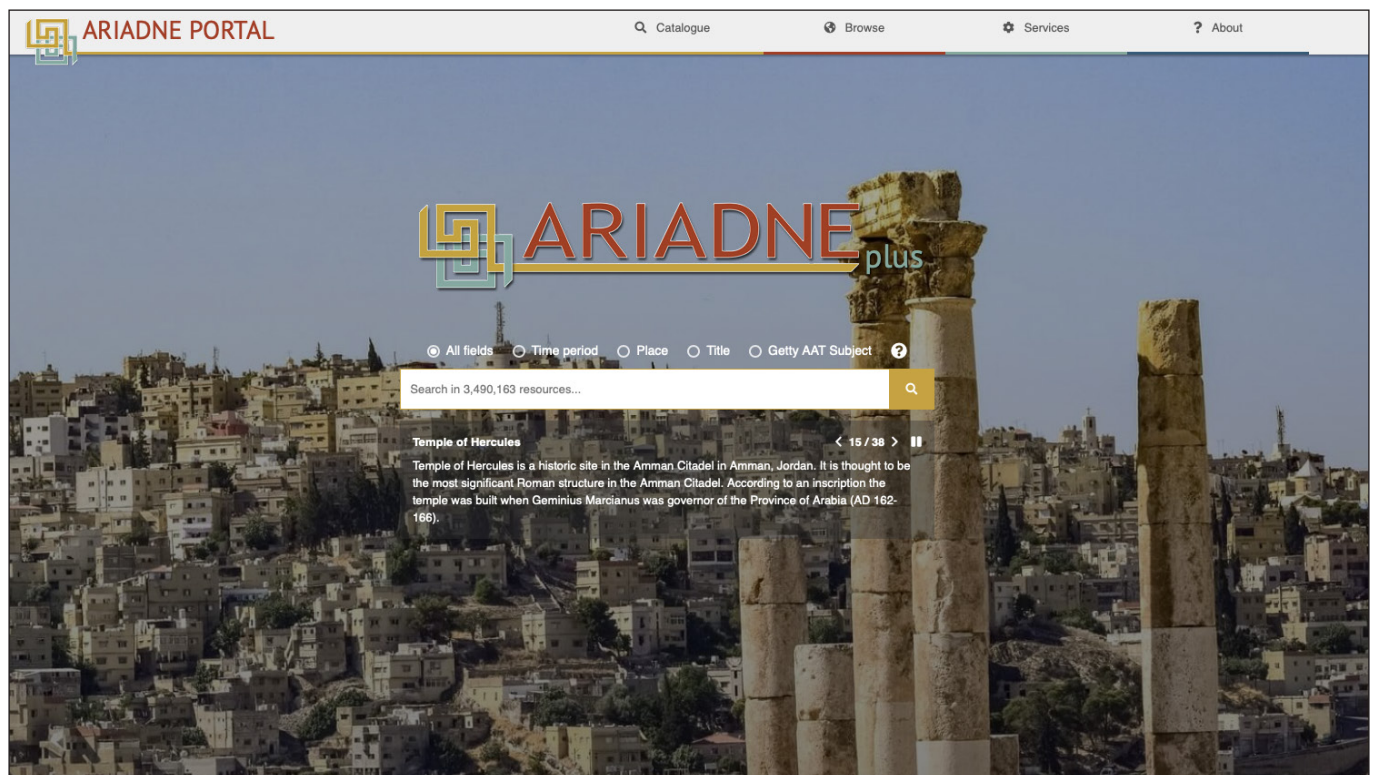 ARIADNE PORTAL
Catalogue
Browse
Services
? About
ARIADNE
plus
All fields Time period Place Title Getty AAT Subject ?
Search in 3,490,163 resources...
Temple of Hercules < 15 / 38 >
Temple of Hercules is a historic site in the Amman Citadel in Amman, Jordan. It is thought to be
the most significant Roman structure in the Amman Citadel. According to an inscription the
temple was built when Geminius Marcianus was governor of the Province of Arabia (AD 162-
166).